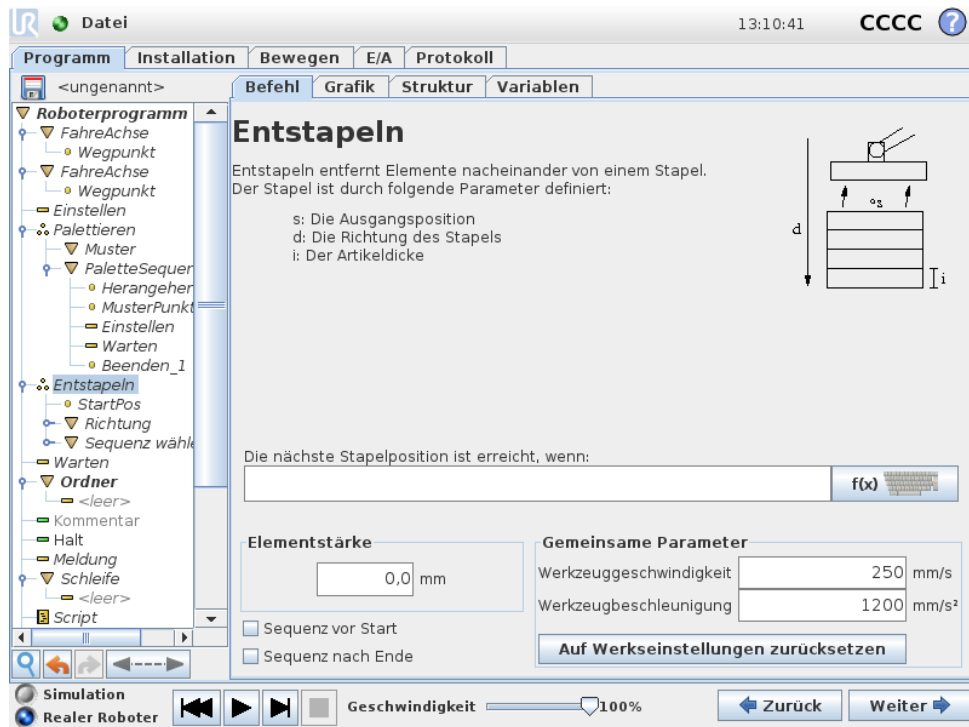 UR Datei 13:10:41 CCCC ?
Programm Installation Bewegen E/A Protokoll
<ungenannt>
Befehl Grafik Struktur Variablen
Roboterprogramm
FahreAchse
Wegpunkt
FahreAchse
Wegpunkt
Einstellen
Palettieren
Muster
PaletteSequer
Herangeher
MusterPunkt
Einstellen
Warten
Beenden_1
Entstapeln
StartPos
Richtung
Sequenz wähle
Warten
Ordner
<leer>
Kommentar
Halt
Meldung
Schleife
<leer>
Script
Entstapeln
Entstapeln entfernt Elemente nacheinander von einem Stapel.
Der Stapel ist durch folgende Parameter definiert:
s: Die Ausgangsposition
d: Die Richtung des Stapels
i: Der Artikeldicke
s
d
i
Die nächste Stapelposition ist erreicht, wenn:
f(x)
Elementstärke
0,0 mm
Sequenz vor Start
Sequenz nach Ende
Gemeinsame Parameter
Werkzeuggeschwindigkeit 250 mm/s
Werkzeugbeschleunigung 1200 mm/s²
Auf Werkseinstellungen zurücksetzen
Simulation
Realer Roboter
Geschwindigkeit 100%
Zurück Weiter